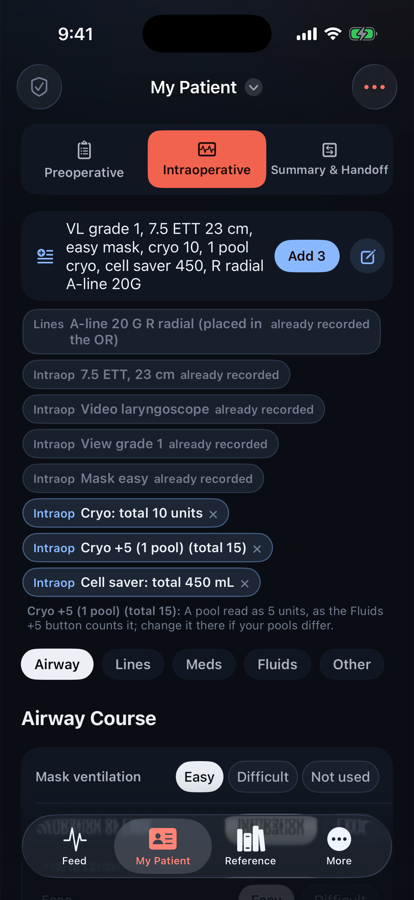 9:41
My Patient
Preoperative
Intraoperative
Summary & Handoff
VL grade 1, 7.5 ETT 23 cm,
easy mask, cryo 10, 1 pool
cryo, cell saver 450, R radial
A-line 20G
Add 3
Lines A-line 20 G R radial (placed in already recorded
the OR)
Intraop 7.5 ETT, 23 cm already recorded
Intraop Video laryngoscope already recorded
Intraop View grade 1 already recorded
Intraop Mask easy already recorded
Intraop Cryo: total 10 units ×
Intraop Cryo +5 (1 pool) (total 15) ×
Intraop Cell saver: total 450 mL ×
Cryo +5 (1 pool) (total 15): A pool read as 5 units, as the Fluids
+5 button counts it; change it there if your pools differ.
Airway Lines Meds Fluids Other
Airway Course
Mask ventilation Easy Difficult Not used
Feed My Patient Reference More